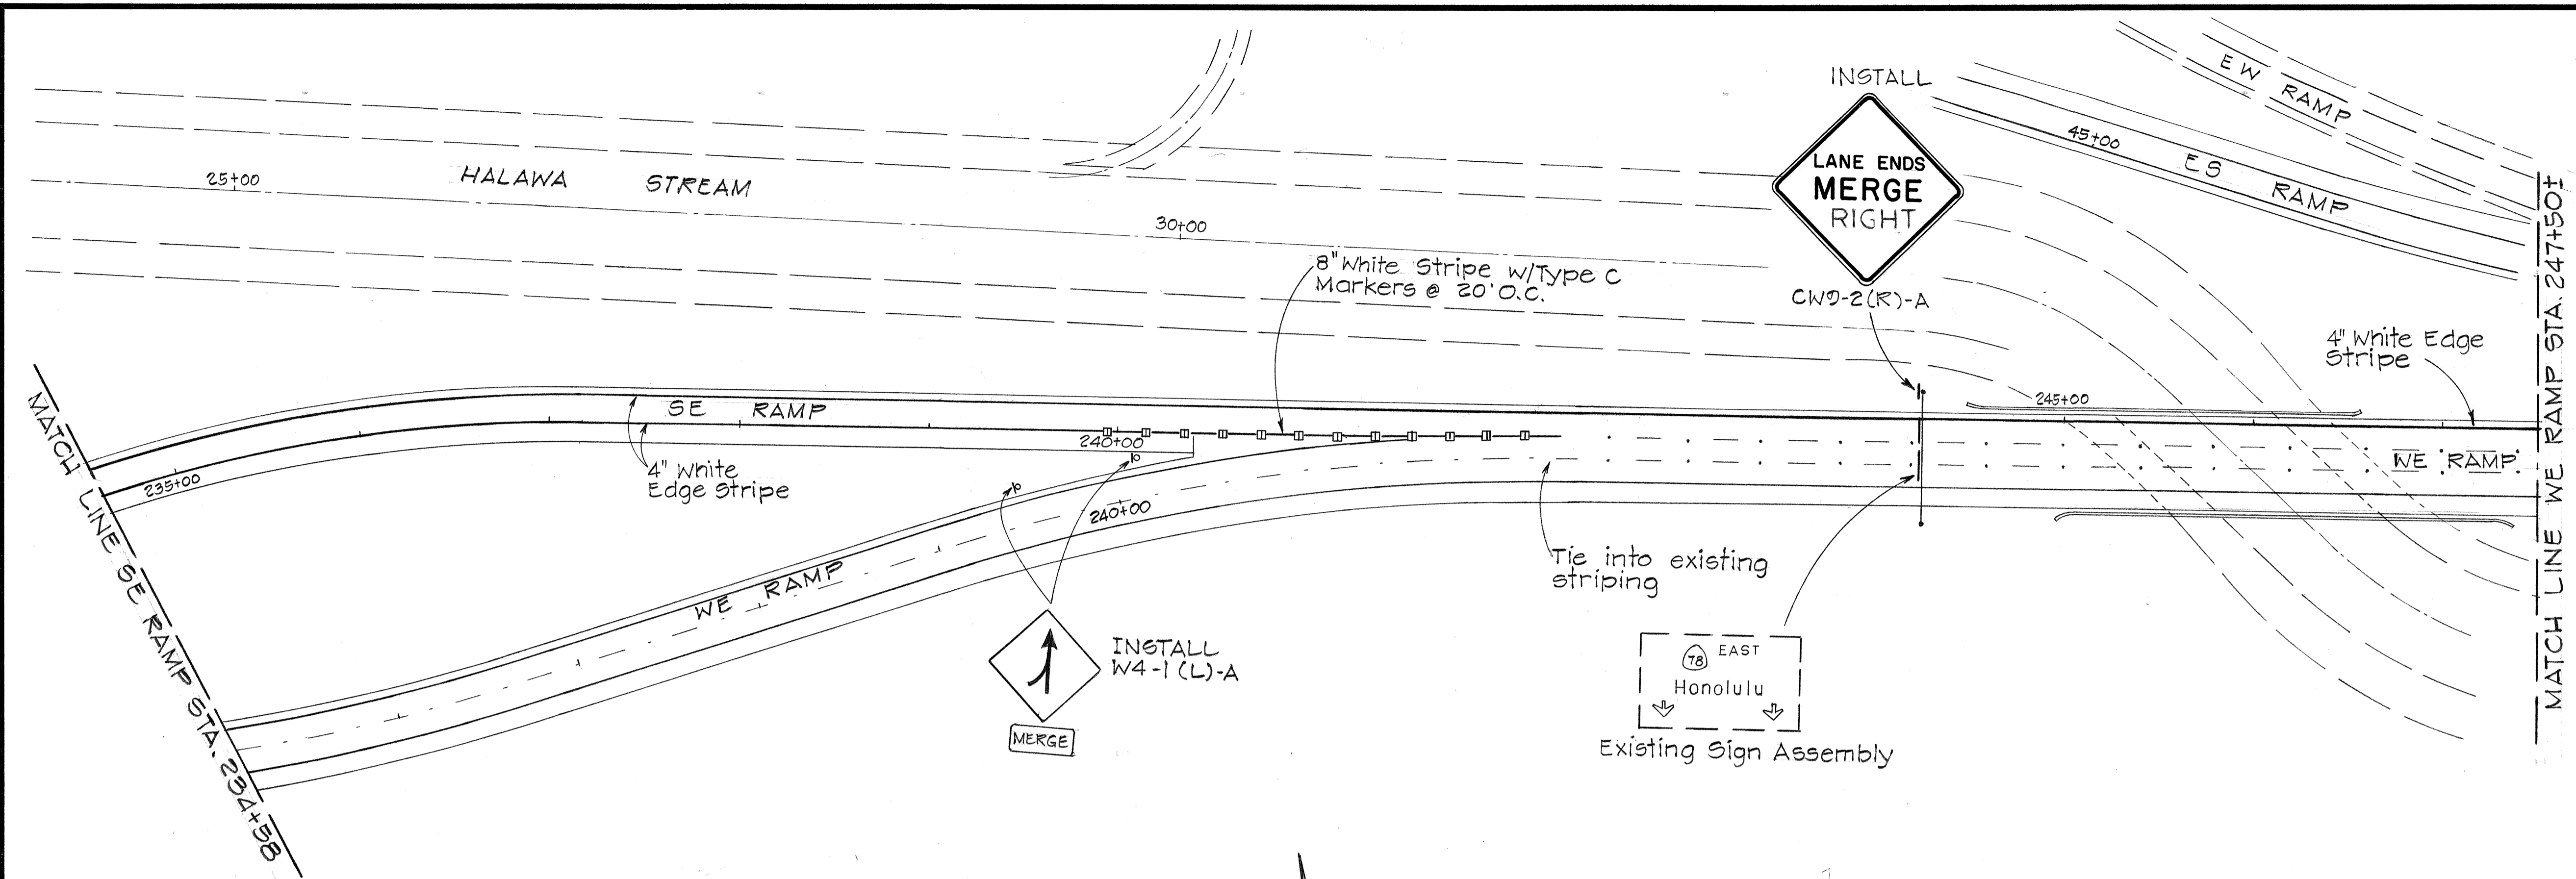 INSTALL
LANE ENDS
MERGE
RIGHT
CW9-2(R)-A
EW RAMP
45+00
ES RAMP
25+00
HALAWA STREAM
30+00
8" White Stripe w/Type C
Markers @ 20' O.C.
4" White Edge
Stripe
MATCH LINE WE RAMP STA. 247+50±
SE RAMP
245+00
240+00
4" White
Edge Stripe
235+00
240+00
WE RAMP
WE RAMP
MATCH LINE SE RAMP STA. 234+58
Tie into existing
striping
INSTALL
W4-1 (L)-A
MERGE
78 EAST
Honolulu
Existing Sign Assembly